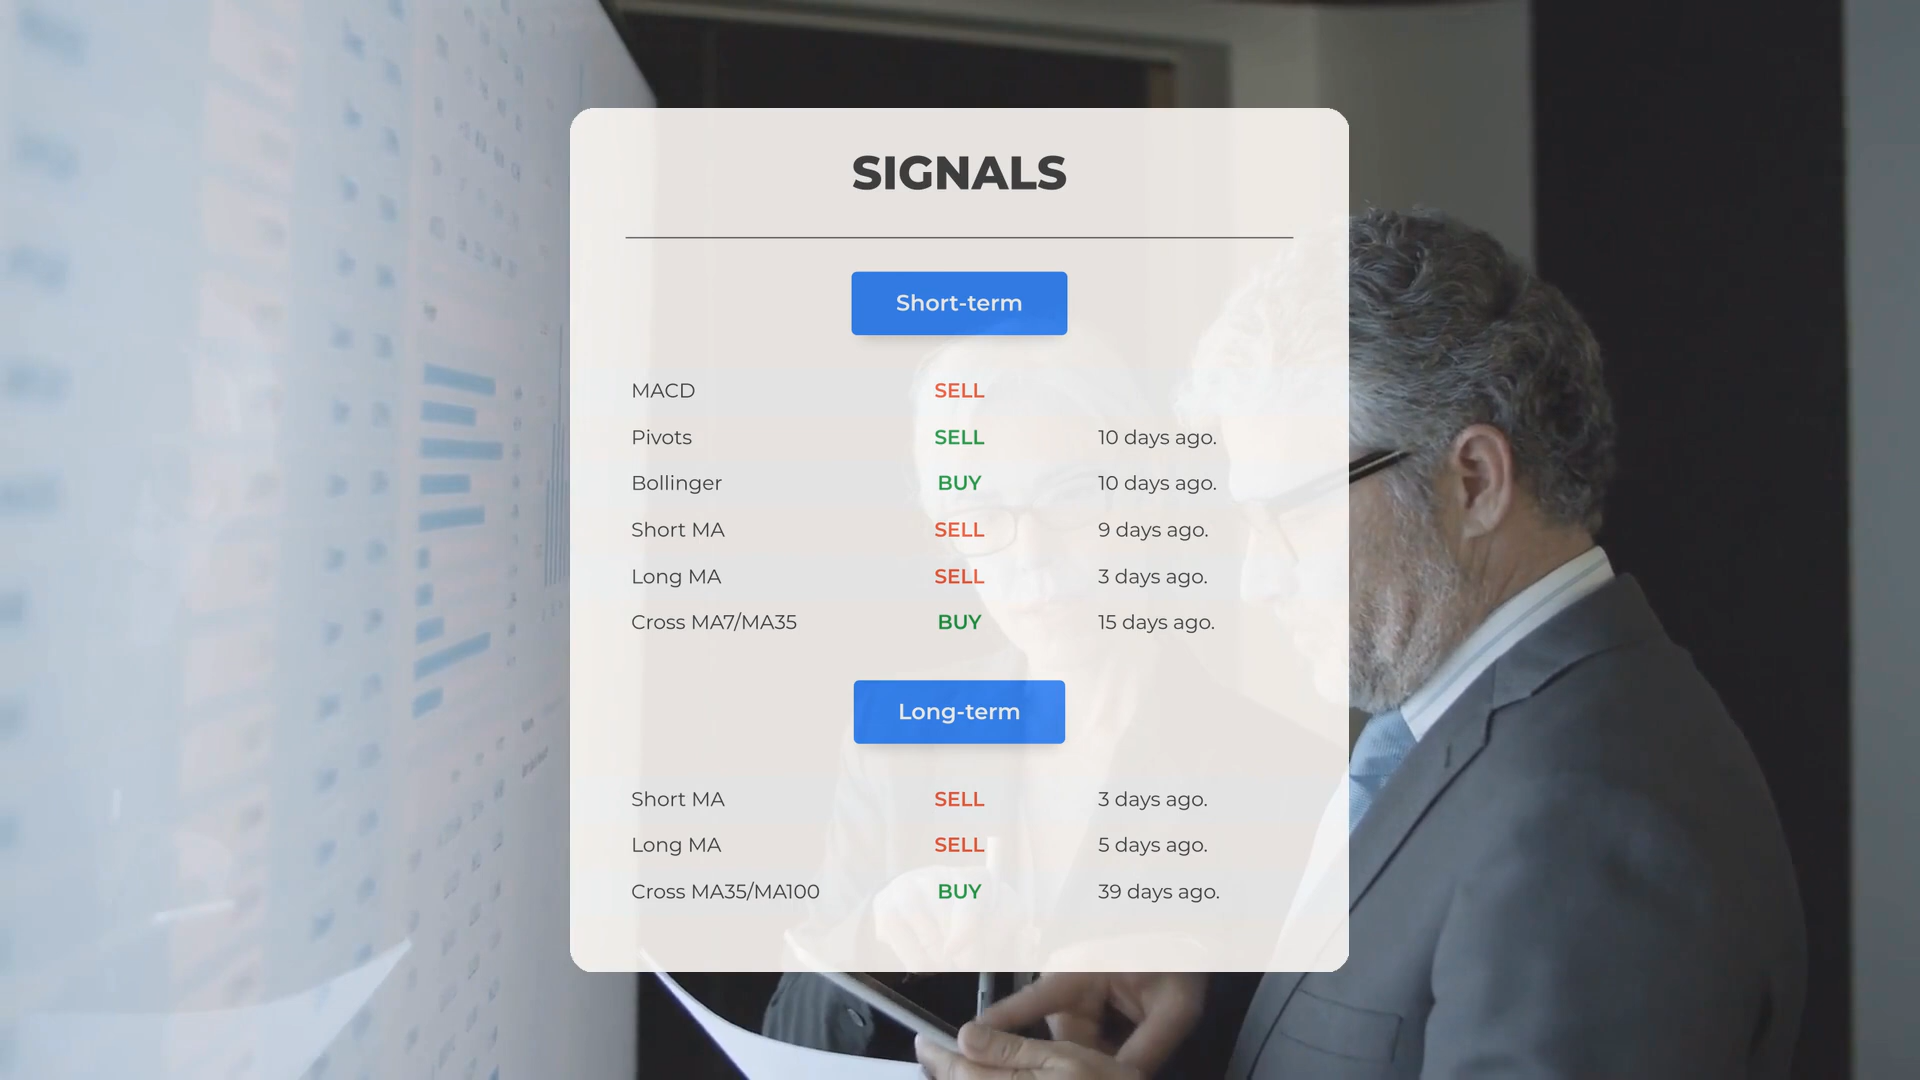 SIGNALS
Short-term
MACD SELL
Pivots SELL 10 days ago.
Bollinger BUY 10 days ago.
Short MA SELL 9 days ago.
Long MA SELL 3 days ago.
Cross MA7/MA35 BUY 15 days ago.
Long-term
Short MA SELL 3 days ago.
Long MA SELL 5 days ago.
Cross MA35/MA100 BUY 39 days ago.